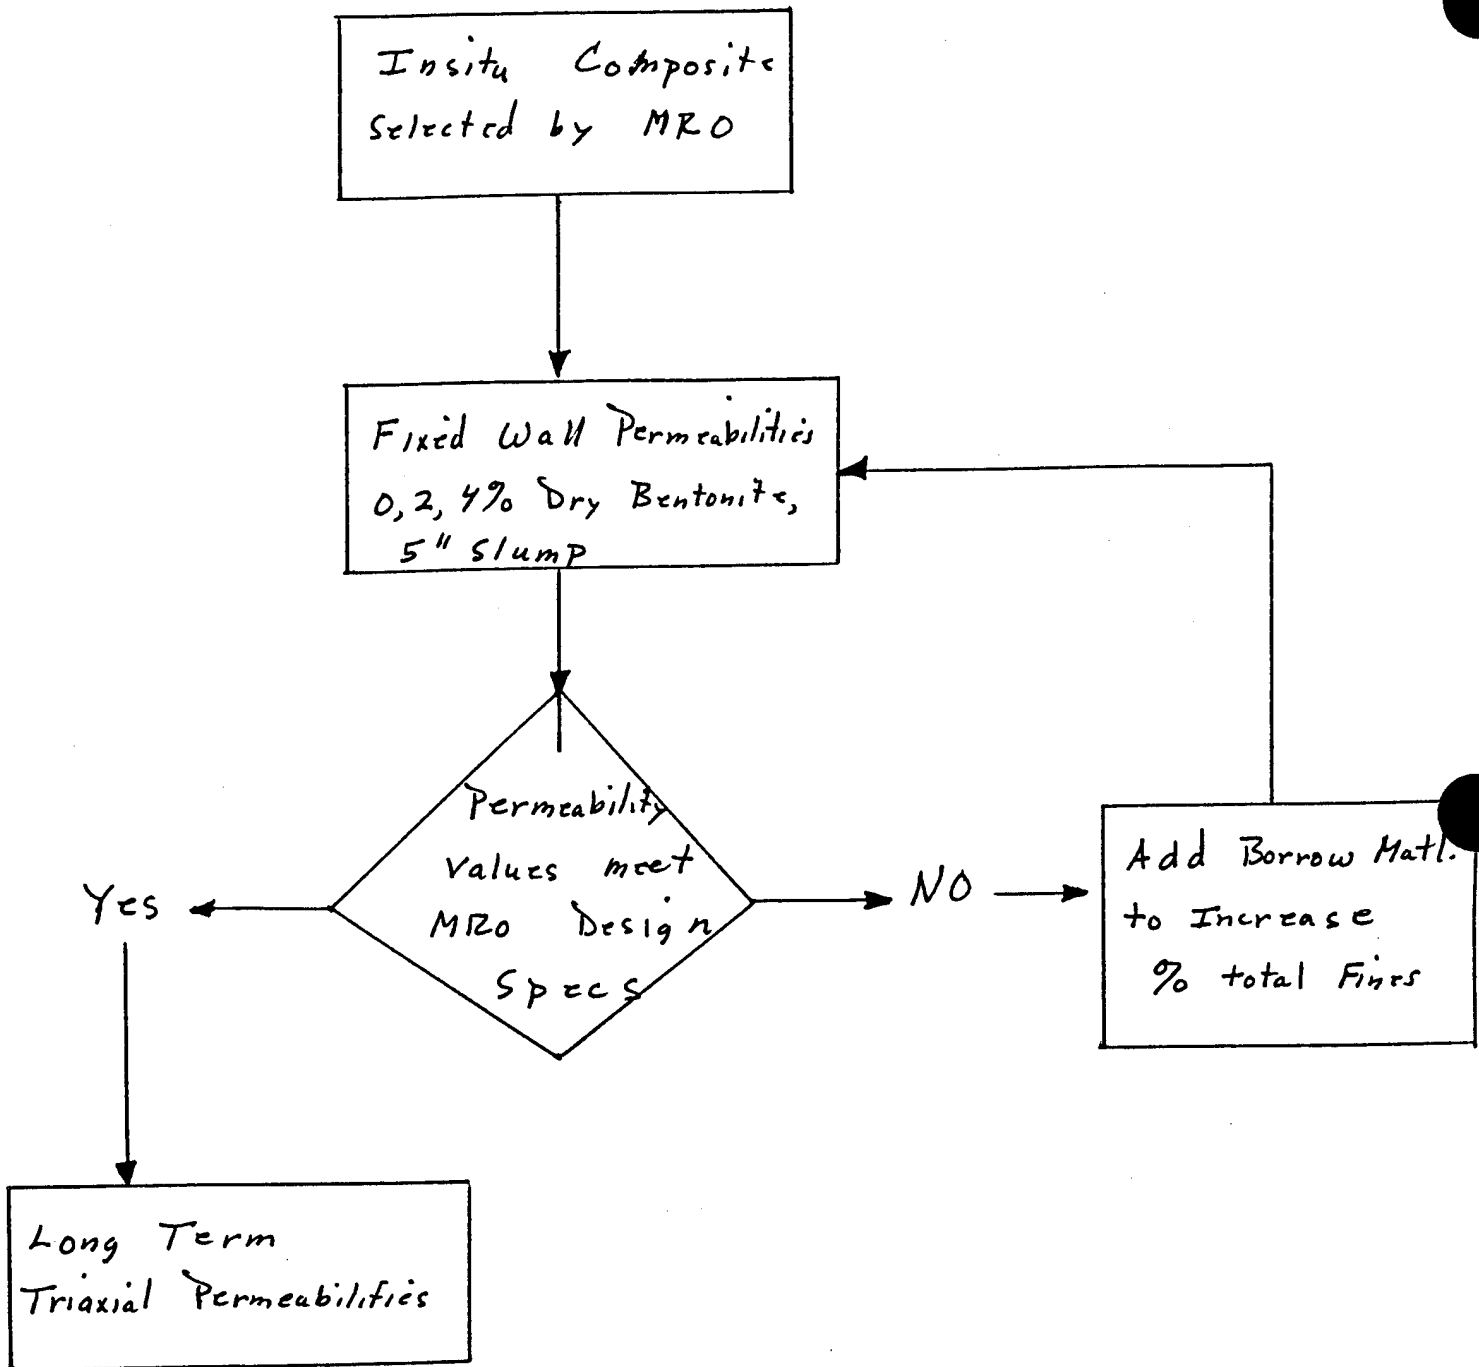 Insitu Composite
Selected by MRO
Fixed Wall Permeabilities
0, 2, 4% Dry Bentonite,
5" Slump
Permeability
Values meet
MRO Design
Specs
Yes
NO
Add Borrow Matl.
to Increase
% total Fines
Long Term
Triaxial Permeabilities